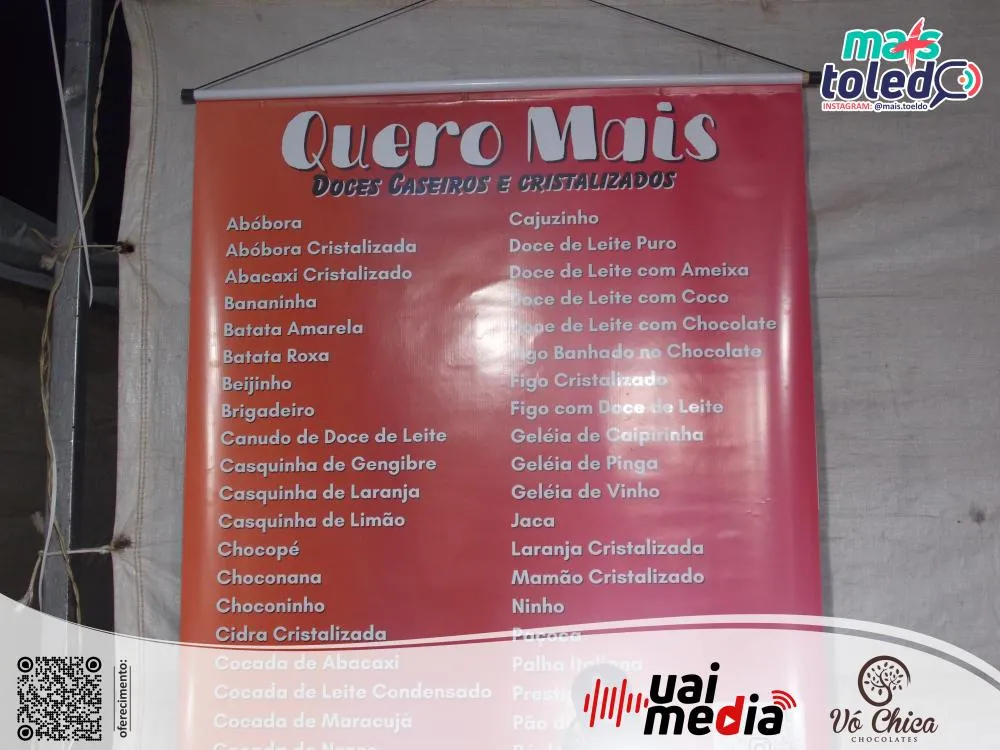 mais
toledo
INSTAGRAM: @mais.toeldo
Quero Mais
Doces Caseiros e cristalizados
Abóbora
Abóbora Cristalizada
Abacaxi Cristalizado
Bananinha
Batata Amarela
Batata Roxa
Beijinho
Brigadeiro
Canudo de Doce de Leite
Casquinha de Gengibre
Casquinha de Laranja
Casquinha de Limão
Chocopé
Choconana
Choconinho
Cidra Cristalizada
Cocada de Abacaxi
Cocada de Leite Condensado
Cocada de Maracujá
Cocada de
Cajuzinho
Doce de Leite Puro
Doce de Leite com Ameixa
Doce de Leite com Coco
Doce de Leite com Chocolate
Figo Banhado no Chocolate
Figo Cristalizado
Figo com Doce de Leite
Geléia de Caipirinha
Geléia de Pinga
Geléia de Vinho
Jaca
Laranja Cristalizada
Mamão Cristalizado
Ninho
Paçoca
Palha Italiana
Pão
oferecimento:
uai
media
Vó Chica
CHOCOLATES